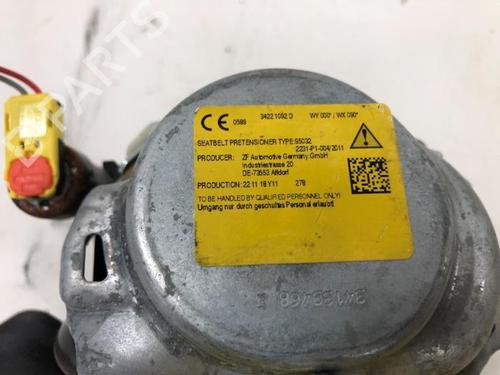 CE 0589 34221092 D WY 000° / WX 090°
SEATBELT PRETENSIONER TYPE:95032
2231-P1-004/2011
PRODUCER: ZF Automotive Germany GmbH
Industriestrasse 20
DE-73553 Alfdorf
PRODUCTION: 22 11 18 Y11 278
TO BE HANDLED BY QUALIFIED PERSONNEL ONLY!
Umgang nur durch geschultes Personal erlaubt!
B PARTS